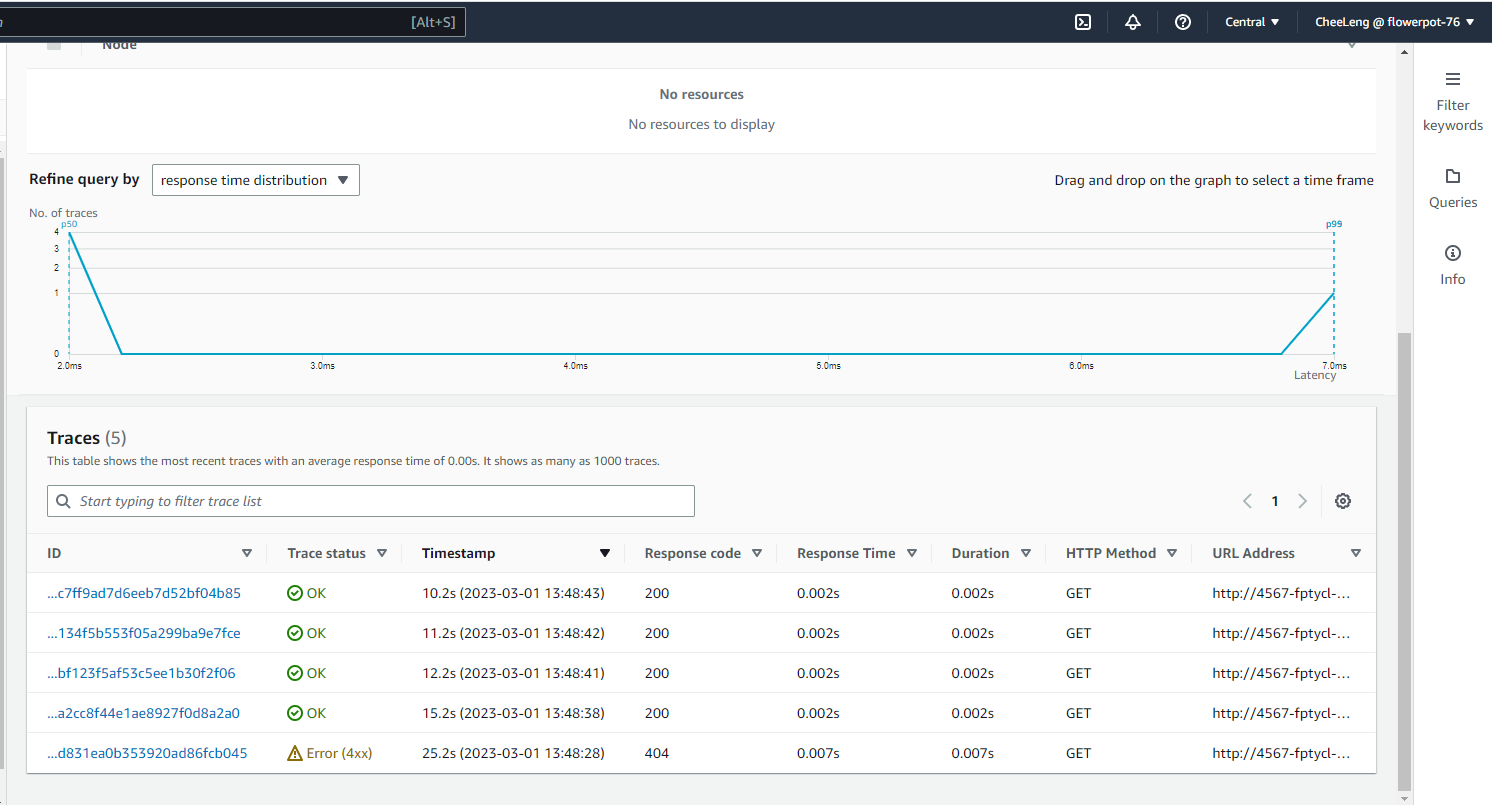 [Alt+S] Central ▼ CheeLeng @ flowerpot-76 ▼
Node
No resources
No resources to display
Filter
keywords
Queries
Info
Refine query by response time distribution Drag and drop on the graph to select a time frame
No. of traces
p50 p99
4
3
2
1
0
2.0ms 3.0ms 4.0ms 5.0ms 6.0ms 7.0ms
Latency
Traces (5)
This table shows the most recent traces with an average response time of 0.00s. It shows as many as 1000 traces.
Start typing to filter trace list 1
ID Trace status Timestamp Response code Response Time Duration HTTP Method URL Address
...c7ff9ad7d6eeb7d52bf04b85 OK 10.2s (2023-03-01 13:48:43) 200 0.002s 0.002s GET http://4567-fptycl-...
...134f5b553f05a299ba9e7fce OK 11.2s (2023-03-01 13:48:42) 200 0.002s 0.002s GET http://4567-fptycl-...
...bf123f5af53c5ee1b30f2f06 OK 12.2s (2023-03-01 13:48:41) 200 0.002s 0.002s GET http://4567-fptycl-...
...a2cc8f44e1ae8927f0d8a2a0 OK 15.2s (2023-03-01 13:48:38) 200 0.002s 0.002s GET http://4567-fptycl-...
...d831ea0b353920ad86fcb045 Error (4xx) 25.2s (2023-03-01 13:48:28) 404 0.007s 0.007s GET http://4567-fptycl-...